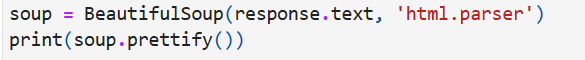 soup = BeautifulSoup(response.text, 'html.parser')
print(soup.prettify())